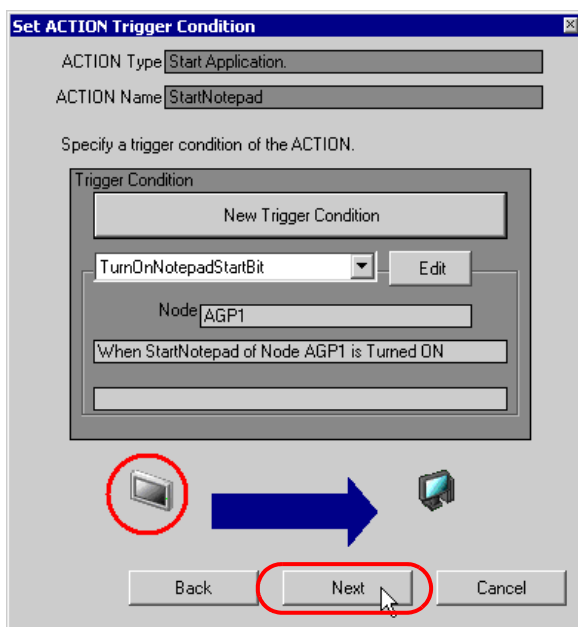 Set ACTION Trigger Condition
ACTION Type Start Application.
ACTION Name StartNotepad
Specify a trigger condition of the ACTION.
Trigger Condition
New Trigger Condition
TurnOnNotepadStartBit Edit
Node AGP1
When StartNotepad of Node AGP1 is Turned ON
Back Next Cancel